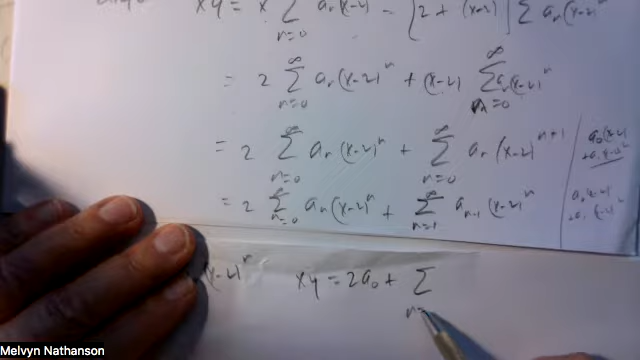 xy = x ∑ aₙ(x-2)ⁿ = [2 + (x-2)] ∑ aₙ(x-2)ⁿ
n=0
= 2 ∑ aₙ(x-2)ⁿ + (x-2) ∑ aₙ(x-2)ⁿ
∞ n=0 ∞ n=0
= 2 ∑ aₙ(x-2)ⁿ + ∑ aₙ(x-2)ⁿ⁺¹
∞ n=0 ∞ n=0
= 2 ∑ aₙ(x-2)ⁿ + ∑ aₙ₋₁(x-2)ⁿ
∞ n=0 ∞ n=1
(x-2)ⁿ xy = 2a₀ + ∑
n=
Melvyn Nathanson